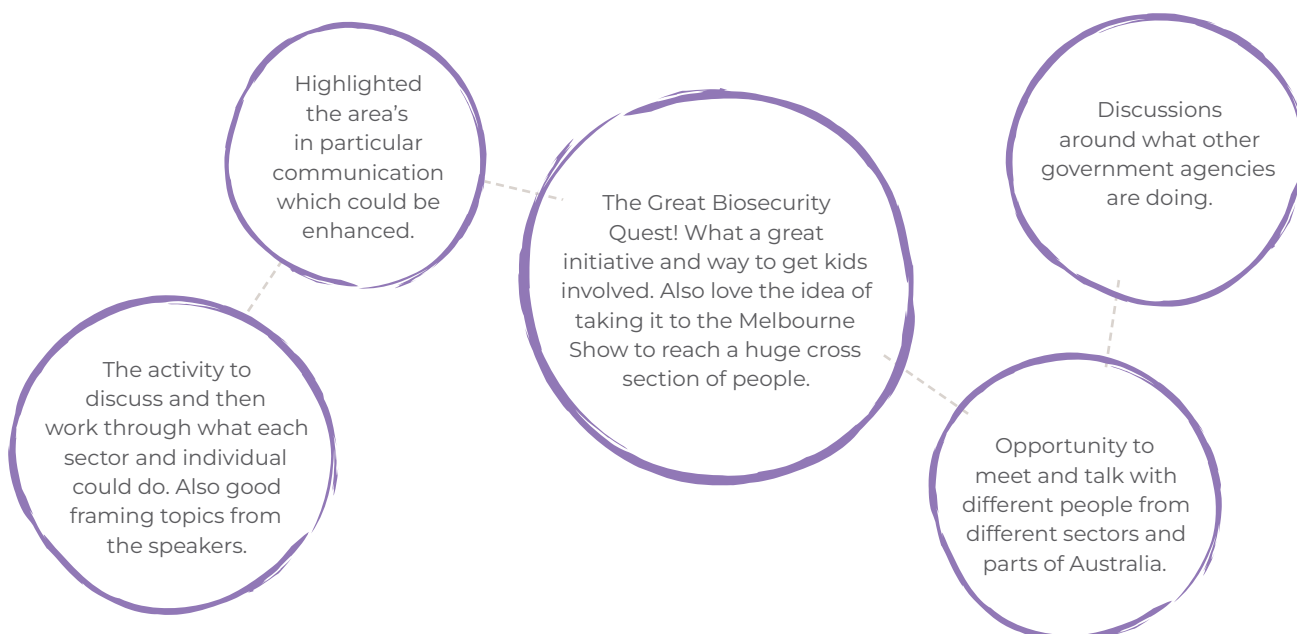 Highlighted
the area’s
in particular
communication
which could be
enhanced.
The activity to
discuss and then
work through what each
sector and individual
could do. Also good
framing topics from
the speakers.
The Great Biosecurity
Quest! What a great
initiative and way to get kids
involved. Also love the idea of
taking it to the Melbourne
Show to reach a huge cross
section of people.
Discussions
around what other
government agencies
are doing.
Opportunity to
meet and talk with
different people from
different sectors and
parts of Australia.